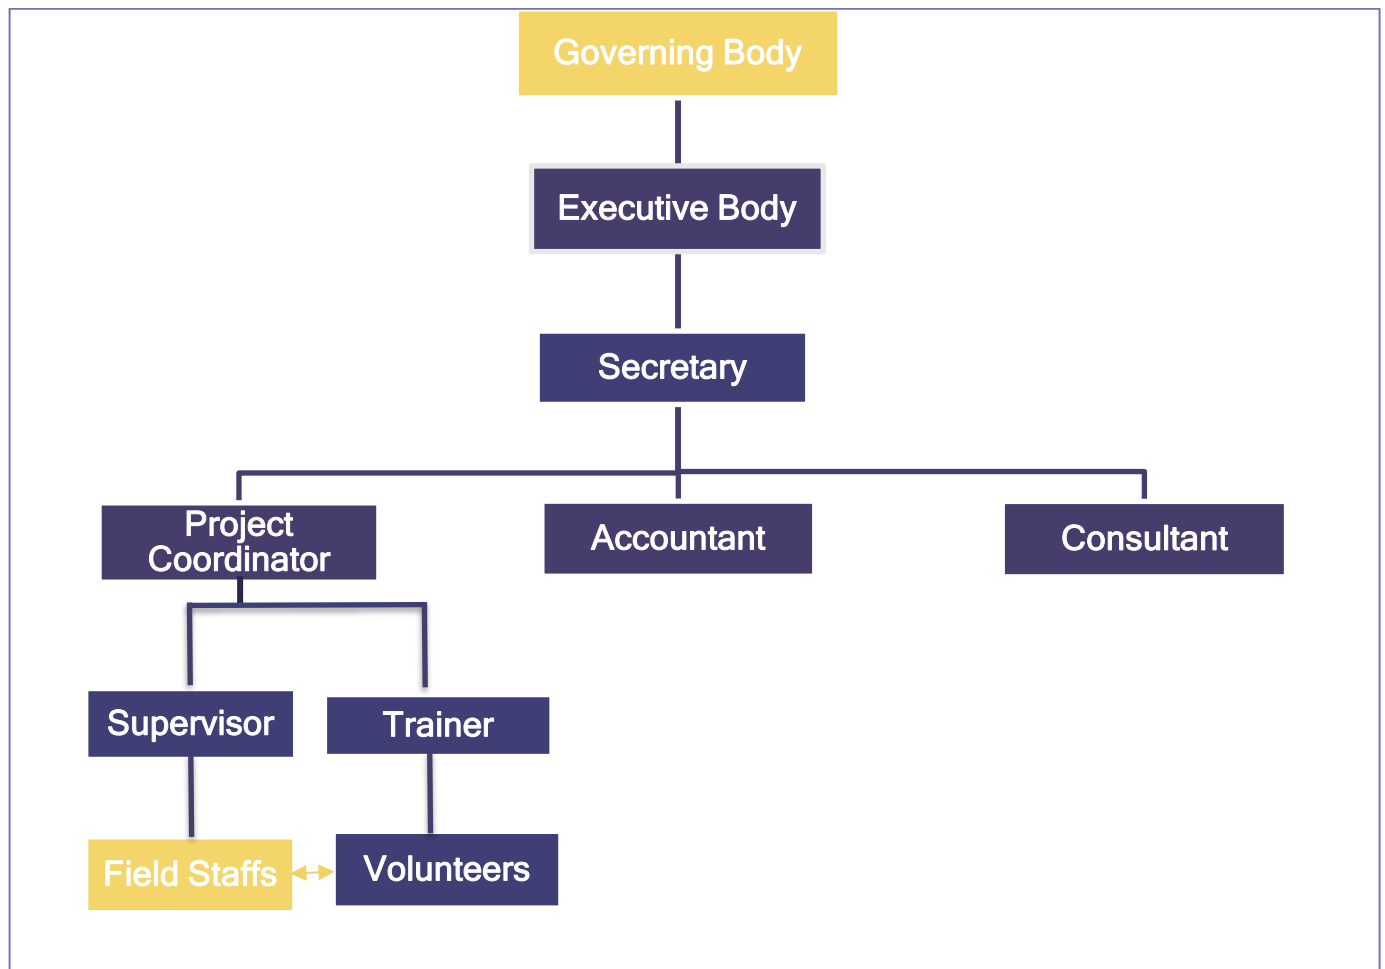 Governing Body
Executive Body
Secretary
Project
Coordinator
Accountant
Consultant
Supervisor
Trainer
Field Staffs
Volunteers